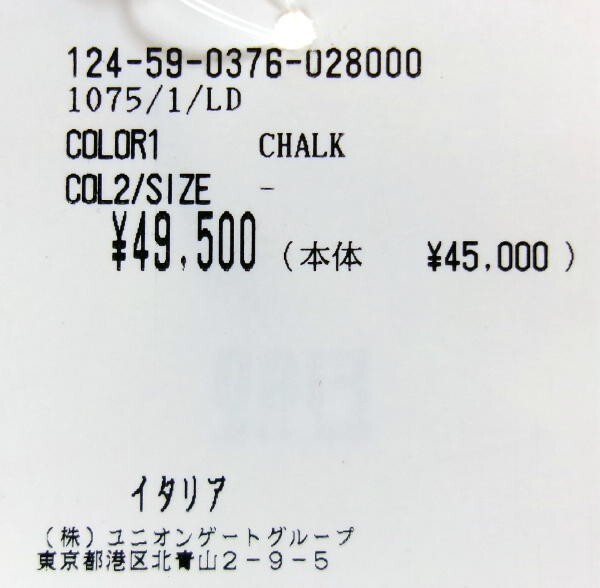 124-59-0376-028000
1075/1/LD
COLOR1 CHALK
COL2/SIZE -
¥49,500 (本体 ¥45,000 )
イタリア
(株)ユニオンゲートグループ
東京都港区北青山2-9-5